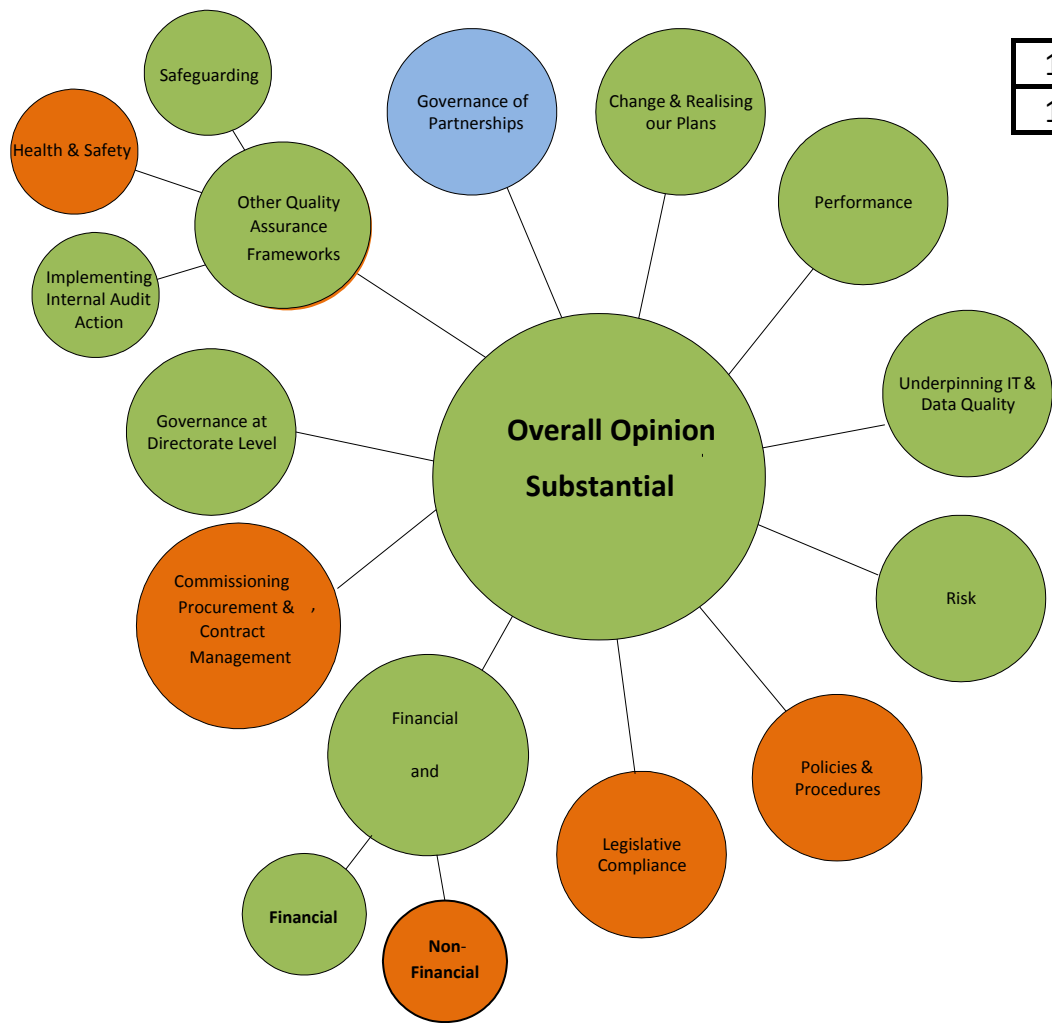 Safeguarding
Health & Safety
Other Quality
Assurance
Frameworks
Implementing
Internal Audit
Action
Governance of
Partnerships
Change & Realising
our Plans
1
1
Performance
Underpinning IT &
Data Quality
Governance at
Directorate Level
Overall Opinion
,
Substantial
Risk
Commissioning
Procurement & ,
Contract
Management
Financial
and
Policies &
Procedures
Legislative
Compliance
Financial
Non-
Financial